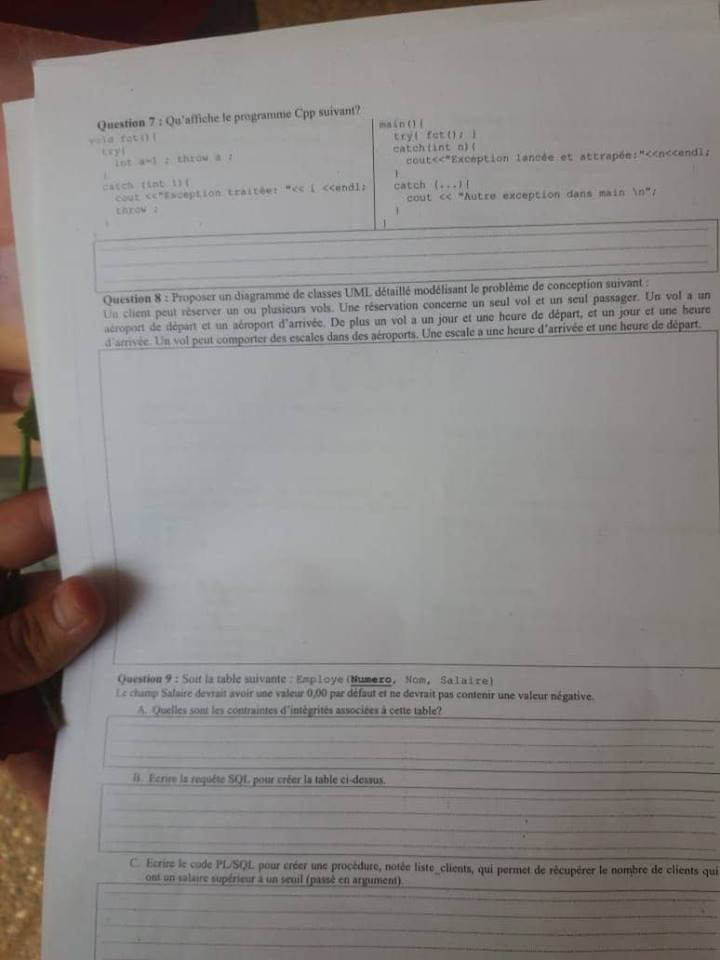 Question 7 : Qu'affiche le programme Cpp suivant?
void fct(){
try{
int a=1 ; throw a ;
}
catch (int i){
cout <<"Exception traitée: "<< i <<endl;
throw ;
}
}
main(){
try{ fct(); }
catch(int n){
cout<<"Exception lancée et attrapée:"<<n<<endl;
}
catch (...){
cout << "Autre exception dans main \n";
}
}
Question 8 : Proposer un diagramme de classes UML détaillé modélisant le problème de conception suivant :
Un client peut réserver un ou plusieurs vols. Une réservation concerne un seul vol et un seul passager. Un vol a un
aéroport de départ et un aéroport d'arrivée. De plus un vol a un jour et une heure de départ, et un jour et une heure
d'arrivée. Un vol peut comporter des escales dans des aéroports. Une escale a une heure d'arrivée et une heure de départ.
Question 9 : Soit la table suivante : Employe(Numero, Nom, Salaire)
Le champ Salaire devrait avoir une valeur 0,00 par défaut et ne devrait pas contenir une valeur négative.
A. Quelles sont les contraintes d'intégrités associées à cette table?
B. Ecrire la requête SQL pour créer la table ci-dessus.
C. Ecrire le code PL/SQL pour créer une procédure, notée liste_clients, qui permet de récupérer le nombre de clients qui
ont un salaire supérieur à un seuil (passé en argument).